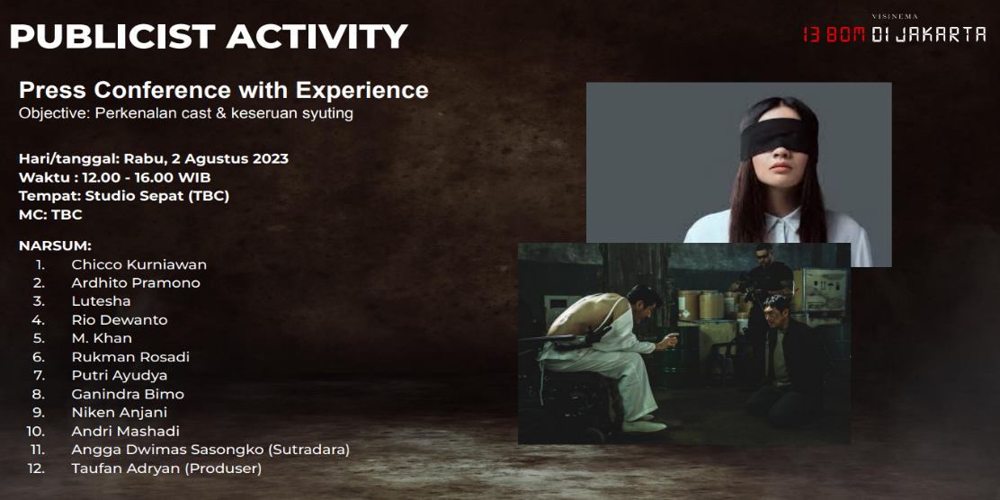 PUBLICIST ACTIVITY
VISINEMA
13 BOM DI JAKARTA
Press Conference with Experience
Objective: Perkenalan cast & keseruan syuting
Hari/tanggal: Rabu, 2 Agustus 2023
Waktu : 12.00 - 16.00 WIB
Tempat: Studio Sepat (TBC)
MC: TBC
NARSUM:
1. Chicco Kurniawan
2. Ardhito Pramono
3. Lutesha
4. Rio Dewanto
5. M. Khan
6. Rukman Rosadi
7. Putri Ayudya
8. Ganindra Bimo
9. Niken Anjani
10. Andri Mashadi
11. Angga Dwimas Sasongko (Sutradara)
12. Taufan Adryan (Produser)